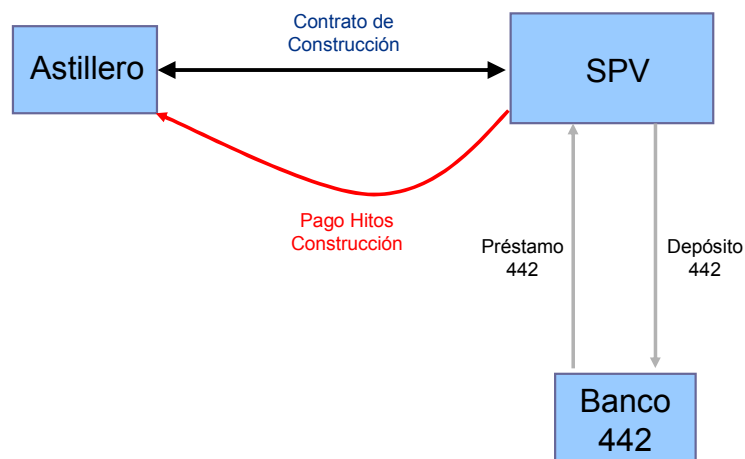 Contrato de
Construcción
Astillero
SPV
Pago Hitos
Construcción
Préstamo
442
Depósito
442
Banco
442